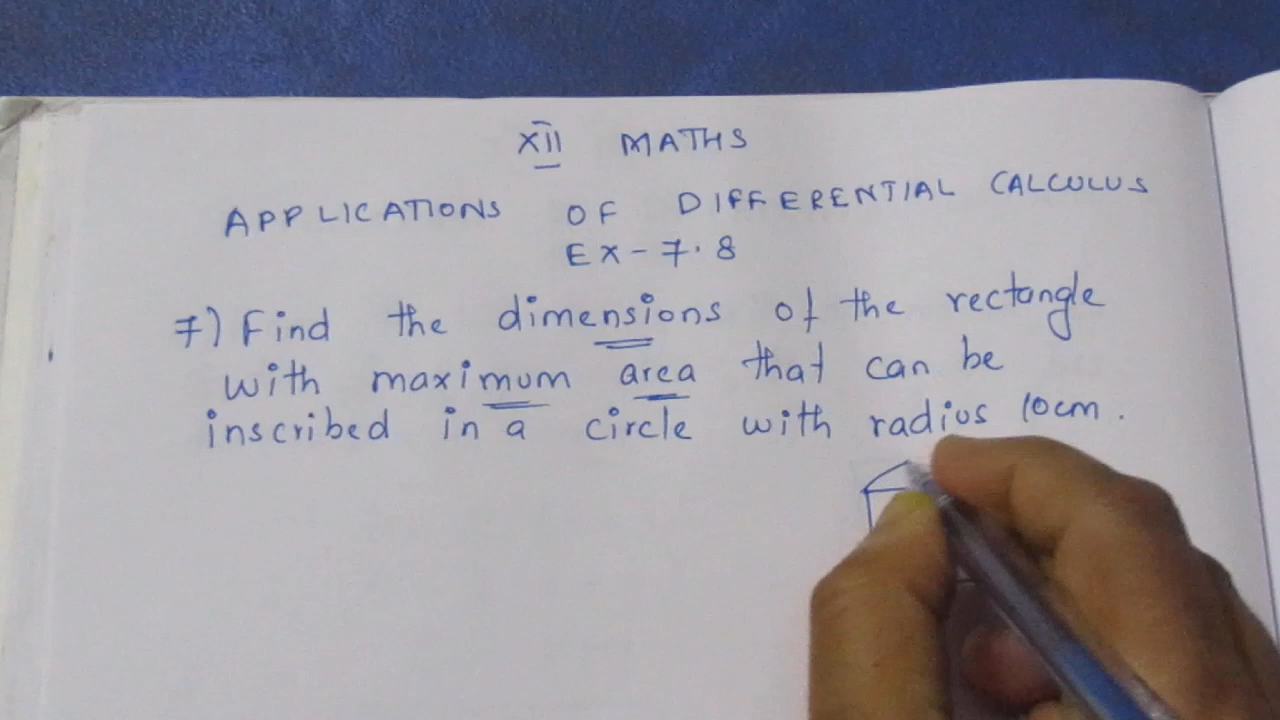 XII MATHS
APPLICATIONS OF DIFFERENTIAL CALCULUS
EX-7.8
7) Find the dimensions of the rectangle
with maximum area that can be
inscribed in a circle with radius 10cm.